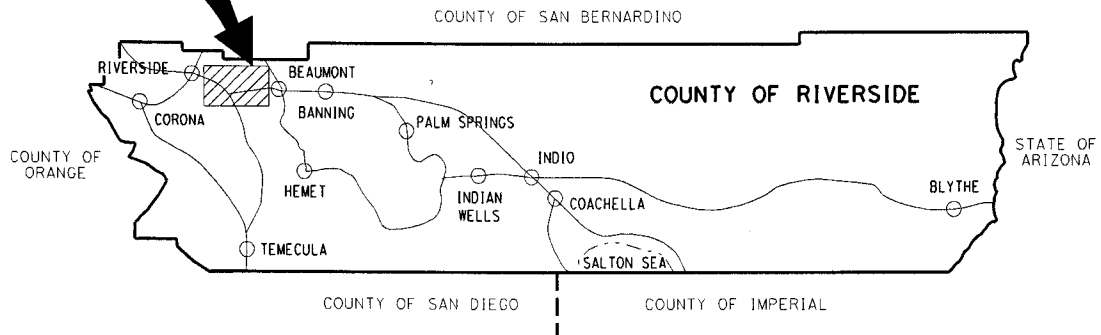 COUNTY OF SAN BERNARDINO
RIVERSIDE
BEAUMONT
COUNTY OF RIVERSIDE
CORONA
BANNING
PALM SPRINGS
COUNTY OF
ORANGE
STATE OF
ARIZONA
INDIO
HEMET
INDIAN
WELLS
COACHELLA
BLYTHE
TEMECULA
SALTON SEA
COUNTY OF SAN DIEGO
COUNTY OF IMPERIAL